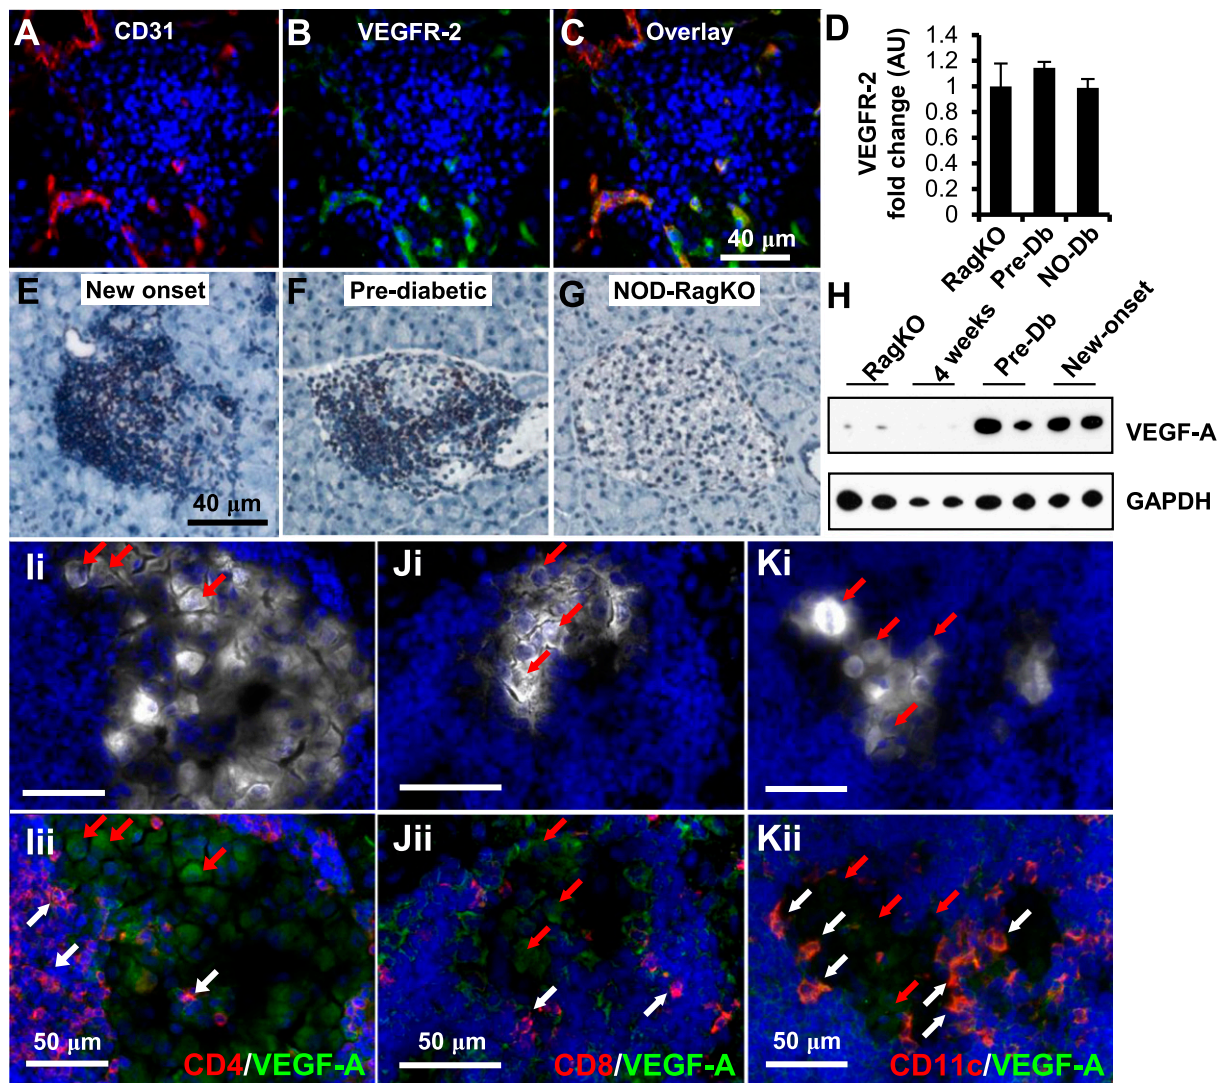 A CD31
B VEGFR-2
C Overlay
40 μm
D
VEGFR-2
fold change (AU)
1.4
1.2
1
0.8
0.6
0.4
0.2
0
RagKO
Pre-Db
NO-Db
E New onset
40 μm
F Pre-diabetic
G NOD-RagKO
H
RagKO
4 weeks
Pre-Db
New-onset
VEGF-A
GAPDH
Ii
Ji
Ki
Iii
50 μm
CD4/VEGF-A
Jii
50 μm
CD8/VEGF-A
Kii
50 μm
CD11c/VEGF-A